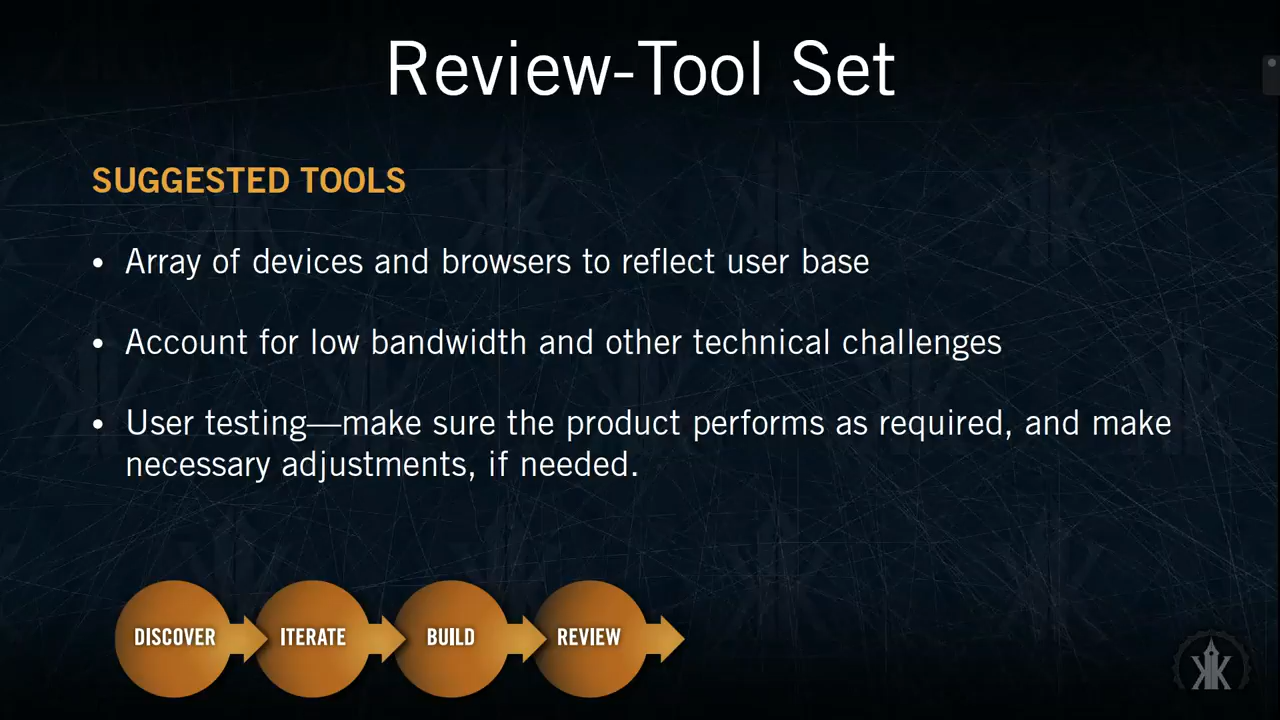 Review-Tool Set
SUGGESTED TOOLS
• Array of devices and browsers to reflect user base
• Account for low bandwidth and other technical challenges
• User testing—make sure the product performs as required, and make
necessary adjustments, if needed.
DISCOVER
ITERATE
BUILD
REVIEW